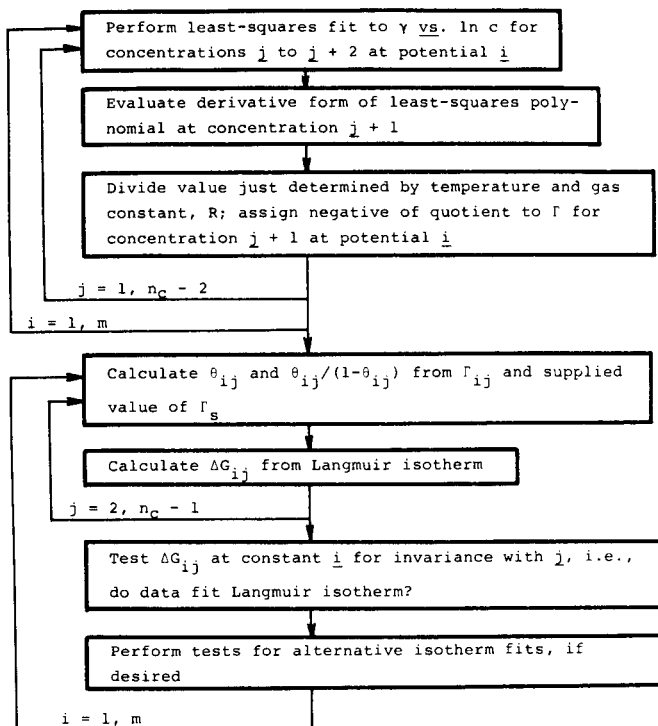 Perform least-squares fit to γ vs. ln c for
concentrations j to j + 2 at potential i
Evaluate derivative form of least-squares poly-
nomial at concentration j + 1
Divide value just determined by temperature and gas
constant, R; assign negative of quotient to Γ for
concentration j + 1 at potential i
j = 1, n_c - 2
i = 1, m
Calculate θ_ij and θ_ij/(1-θ_ij) from Γ_ij and supplied
value of Γ_s
Calculate ΔG_ij from Langmuir isotherm
j = 2, n_c - 1
Test ΔG_ij at constant i for invariance with j, i.e.,
do data fit Langmuir isotherm?
Perform tests for alternative isotherm fits, if
desired
i = 1, m